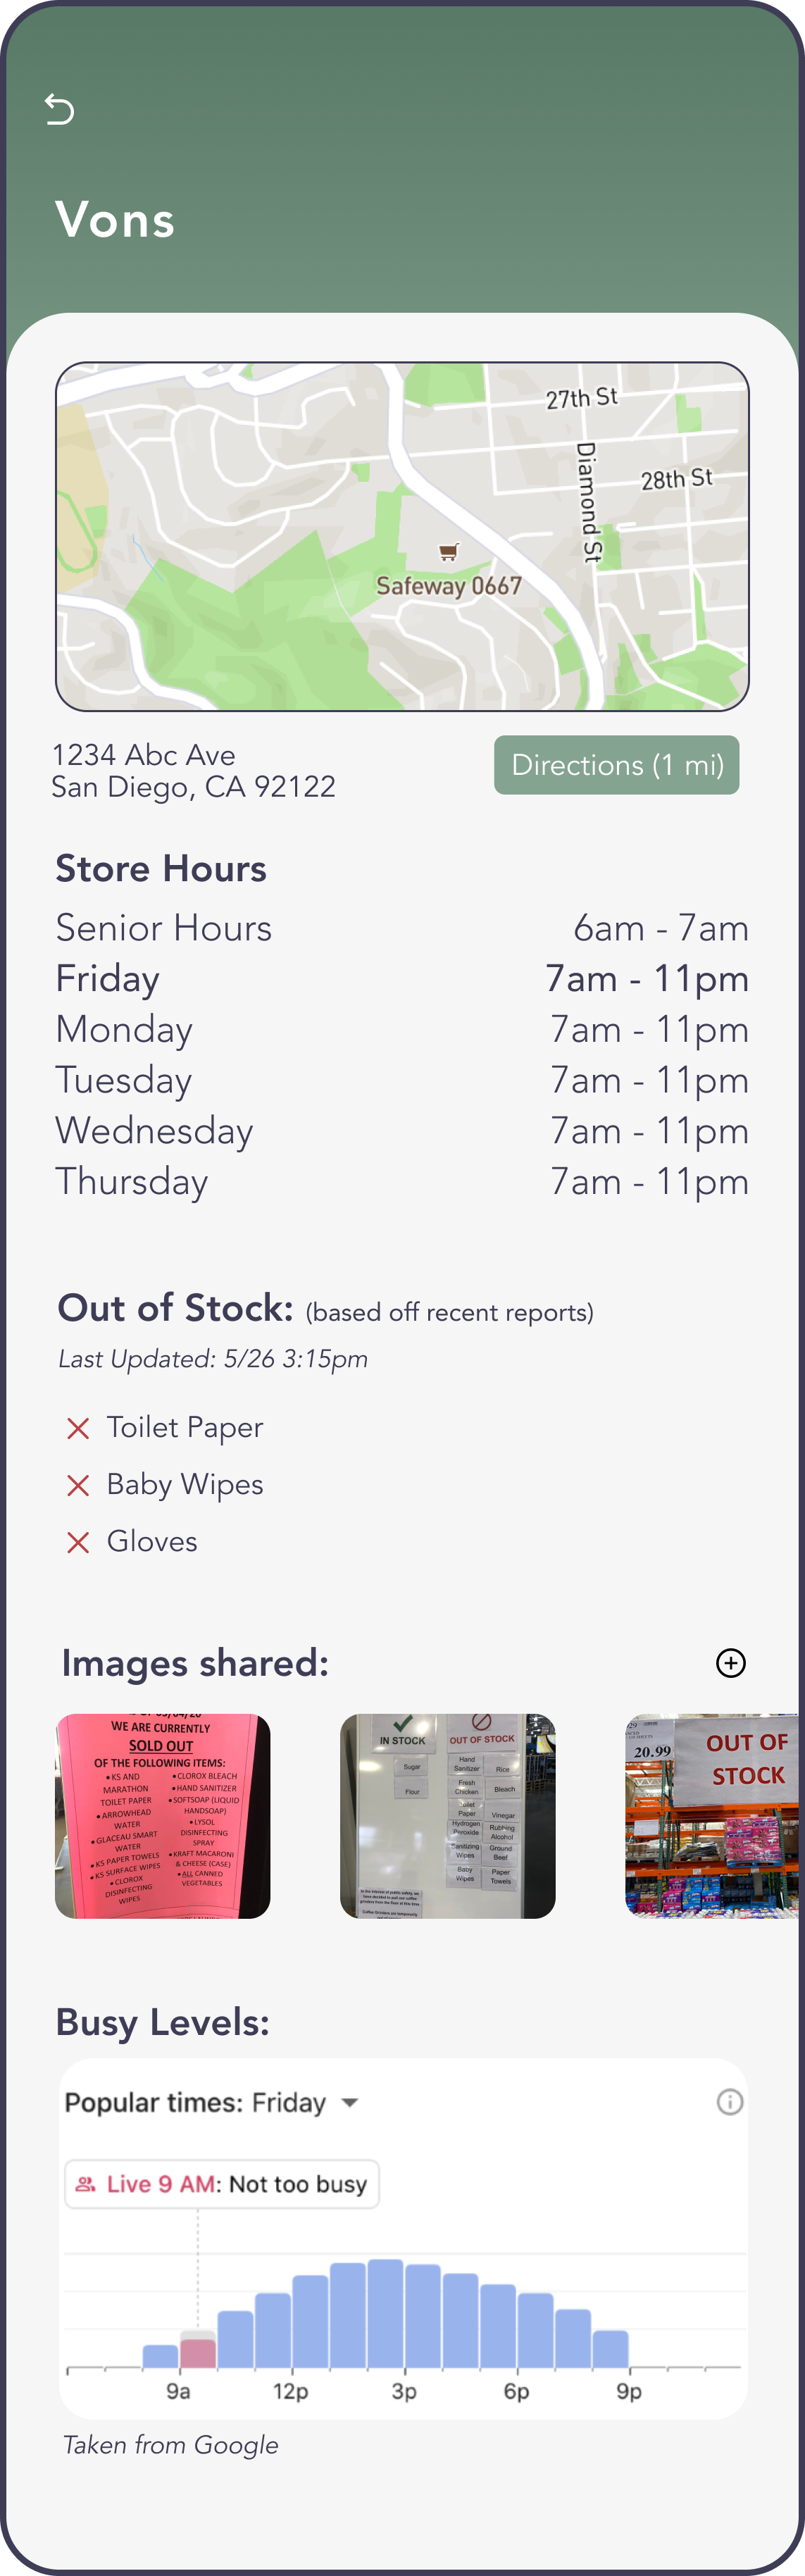 Vons
27th St
Diamond St
28th St
Safeway 0667
1234 Abc Ave
San Diego, CA 92122
Directions (1 mi)
Store Hours
Senior Hours 6am - 7am
Friday 7am - 11pm
Monday 7am - 11pm
Tuesday 7am - 11pm
Wednesday 7am - 11pm
Thursday 7am - 11pm
Out of Stock: (based off recent reports)
Last Updated: 5/26 3:15pm
Toilet Paper
Baby Wipes
Gloves
Images shared:
WE ARE CURRENTLY
SOLD OUT
OF THE FOLLOWING ITEMS:
•KS AND
MARATHON
TOILET PAPER
•ARROWHEAD
WATER
•GLACEAU SMART
WATER
•KS PAPER TOWELS
•KS SURFACE WIPES
•CLOROX
DISINFECTING
WIPES
•CLOROX BLEACH
•HAND SANITIZER
•SOFTSOAP (LIQUID
HANDSOAP)
•LYSOL
DISINFECTING
SPRAY
•KRAFT MACARONI
& CHEESE (CASE)
•ALL CANNED
VEGETABLES
IN STOCK
Sugar
Flour
OUT OF STOCK
Hand
Sanitizer
Rice
Fresh
Chicken
Bleach
Toilet
Paper
Vinegar
Hydrogen
Peroxide
Rubbing
Alcohol
Sanitizing
Wipes
Ground
Beef
Baby
Wipes
Paper
Towels
20.99
OUT OF
STOCK
Busy Levels:
Popular times: Friday
Live 9 AM: Not too busy
9a 12p 3p 6p 9p
Taken from Google